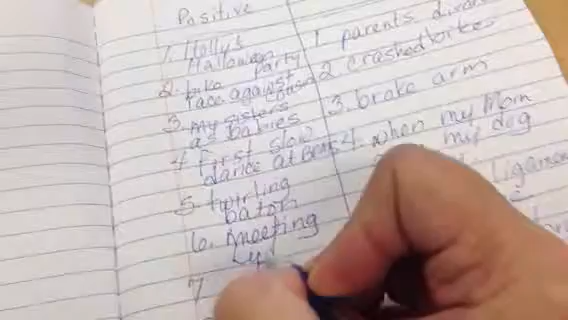 Positive
1. Holly's
Halloween party
2. bike
race against
3. my sisters
as babies
4. First slow
dance at
5. twirling
baton
6. meeting
7
1 parents
2 crashed bike
3. broke arm
4. when my Mom
my dog